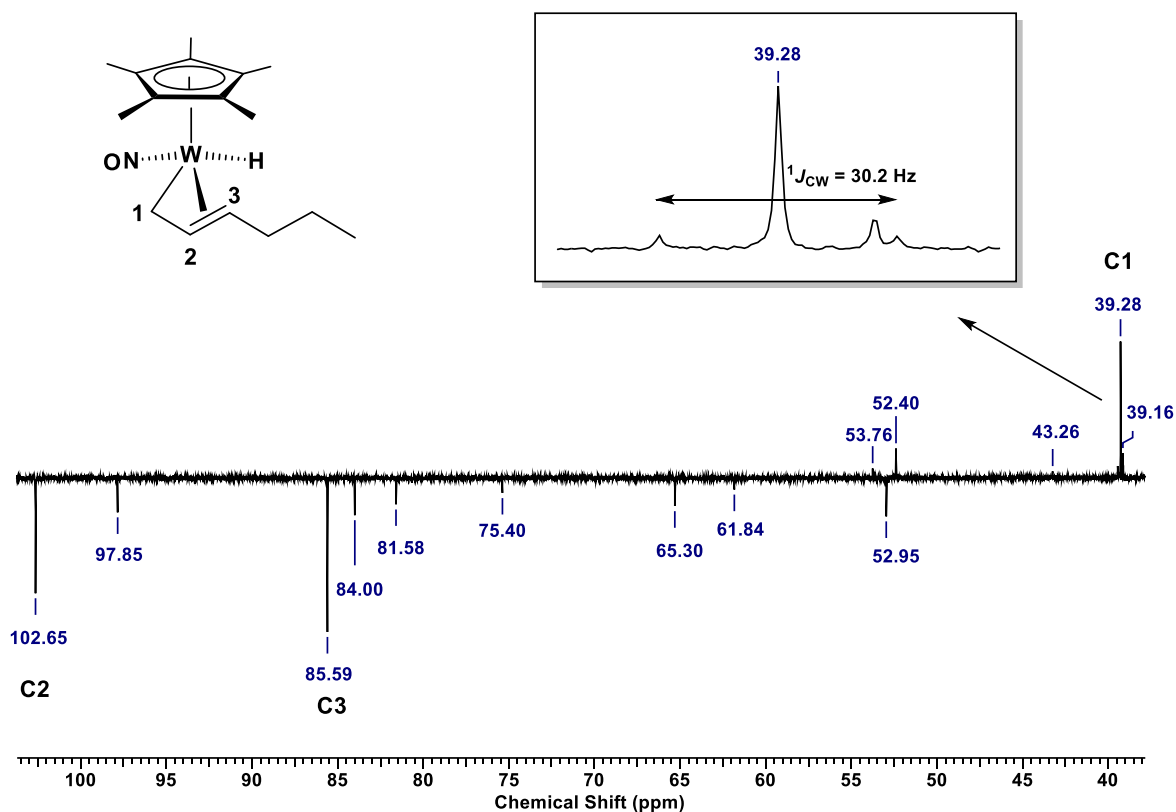 39.28
¹J_CW = 30.2 Hz
ON W H
1 3
2
C1
39.28
52.40
39.16
53.76
43.26
97.85
81.58
75.40
65.30
61.84
52.95
84.00
102.65
85.59
C2
C3
100 95 90 85 80 75 70 65 60 55 50 45 40
Chemical Shift (ppm)